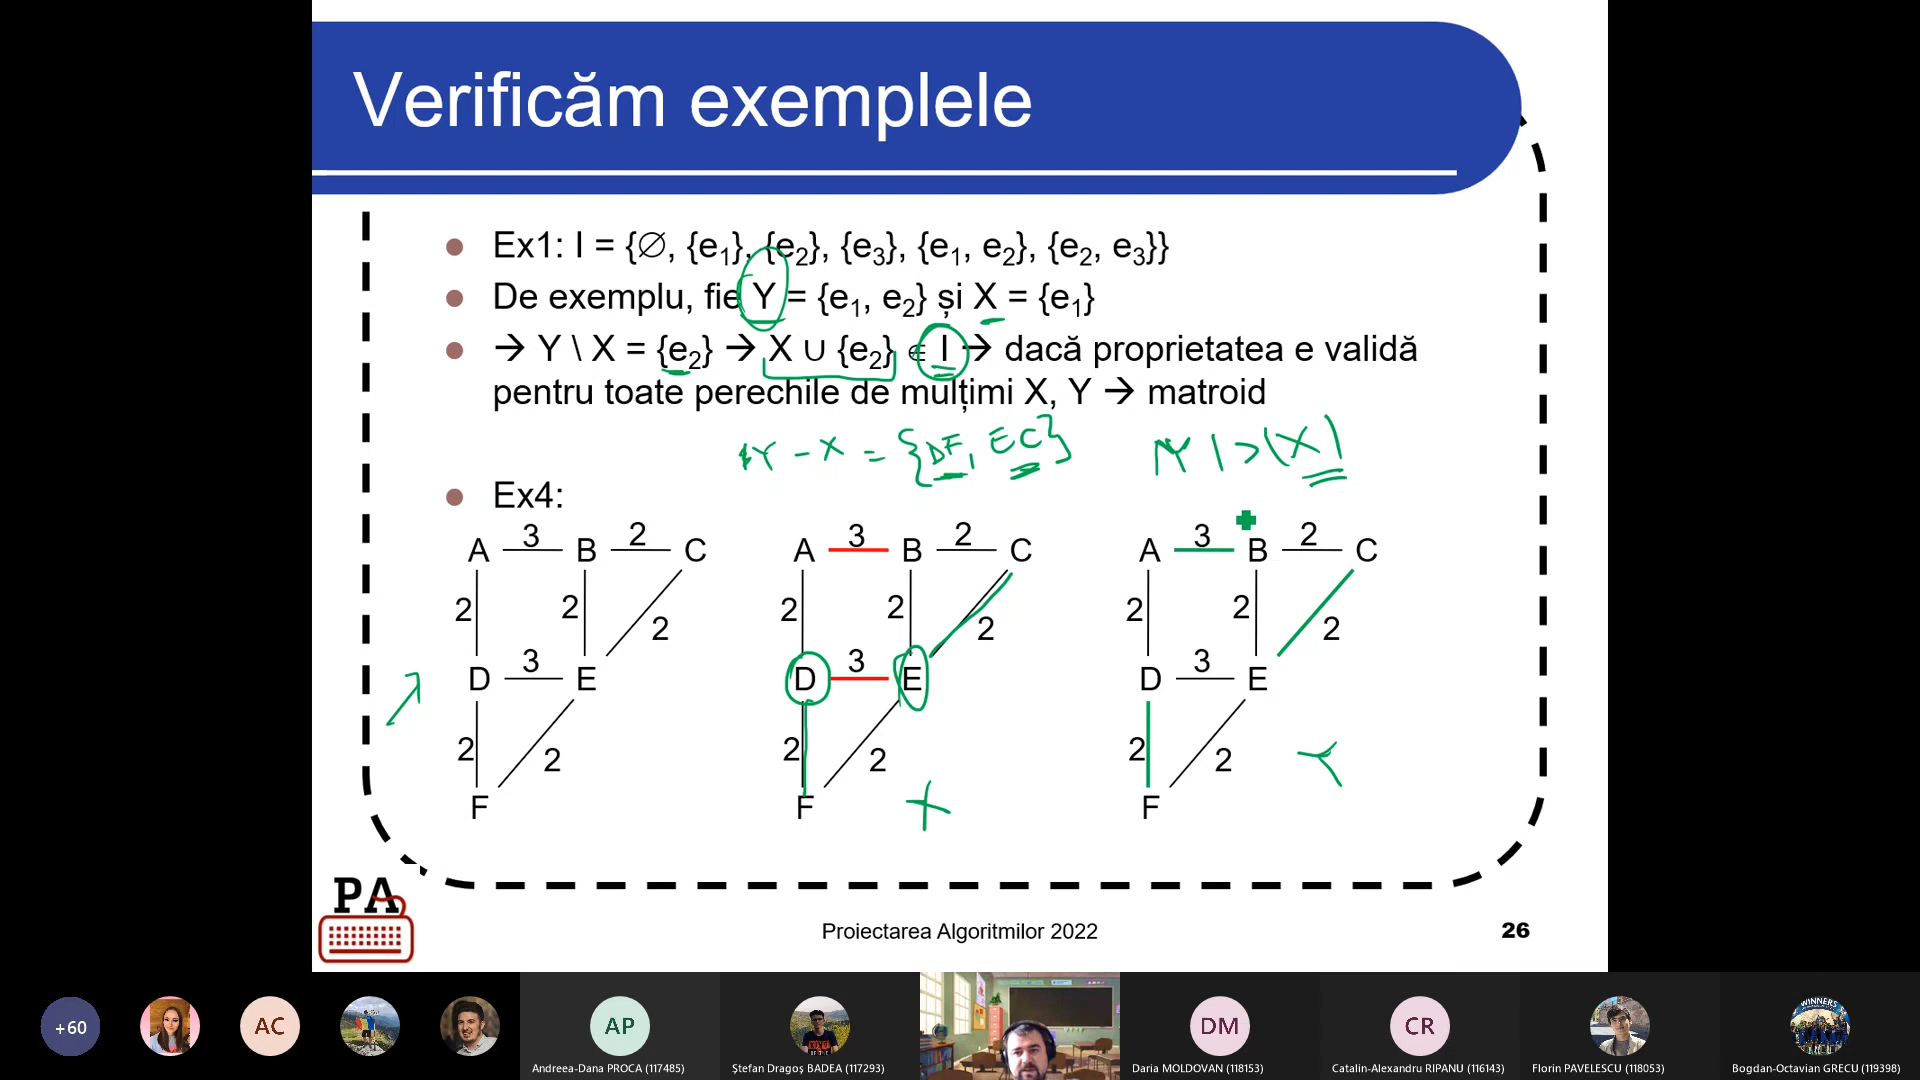 Verificăm exemplele
Ex1: I = {∅, {e1}, {e2}, {e3}, {e1, e2}, {e2, e3}}
De exemplu, fie Y = {e1, e2} și X = {e1}
→ Y \ X = {e2} → X ∪ {e2} ∈ I → dacă proprietatea e validă
pentru toate perechile de mulțimi X, Y → matroid
Y - X = {DF, EC} |Y| > |X|
Ex4:
A 3 B 2 C A 3 B 2 C A 3 B 2 C
2 2 2 2 2 2 2 2 2
D 3 E D 3 E D 3 E
2 2 2 2 2 2
Y
F F X F
PA
Proiectarea Algoritmilor 2022 26
+60 AC AP DM CR WINNERS
Andreea-Dana PROCA (117485) Ștefan Dragoș BADEA (117293) Daria MOLDOVAN (118153) Catalin-Alexandru RIPANU (116143) Florin PAVELESCU (118053) Bogdan-Octavian GRECU (119398)